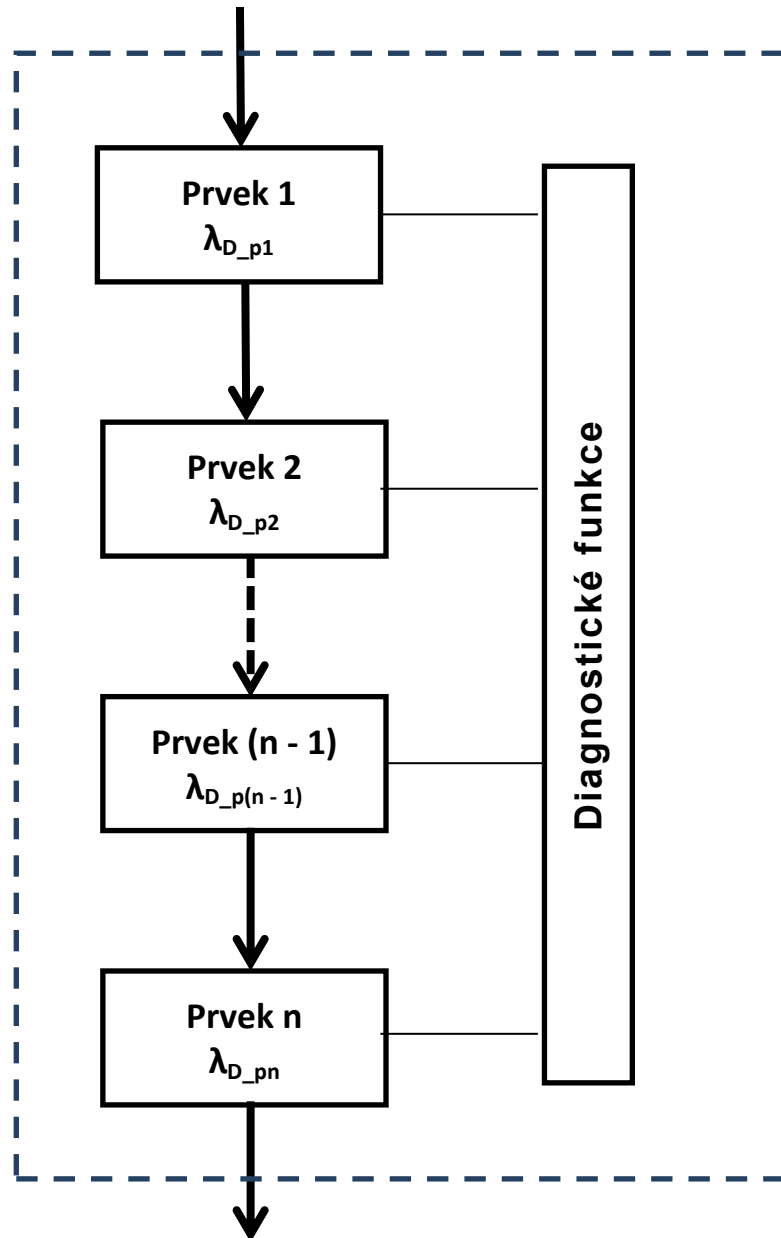 Prvek 1
λD_p1
Prvek 2
λD_p2
Prvek (n - 1)
λD_p(n - 1)
Prvek n
λD_pn
Diagnostické funkce